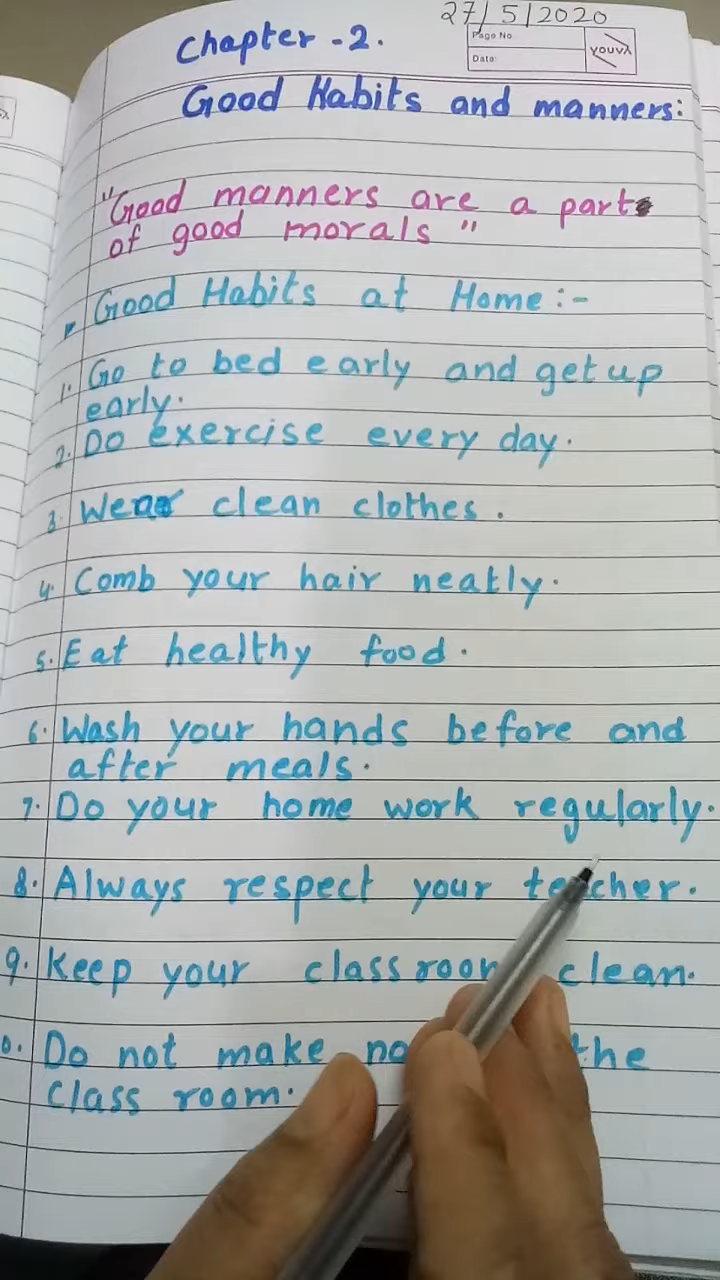 27/5/2020
Chapter - 2.
Page No.
Date:
youva
Good Habits and manners:
"Good manners are a part
of good morals"
Good Habits at Home:-
1. Go to bed early and get up
early.
2. Do exercise every day.
3. Wear clean clothes.
4. Comb your hair neatly.
5. Eat healthy food.
6. Wash your hands before and
after meals.
7. Do your home work regularly.
8. Always respect your teacher.
9. Keep your class room clean.
0. Do not make the
class room.